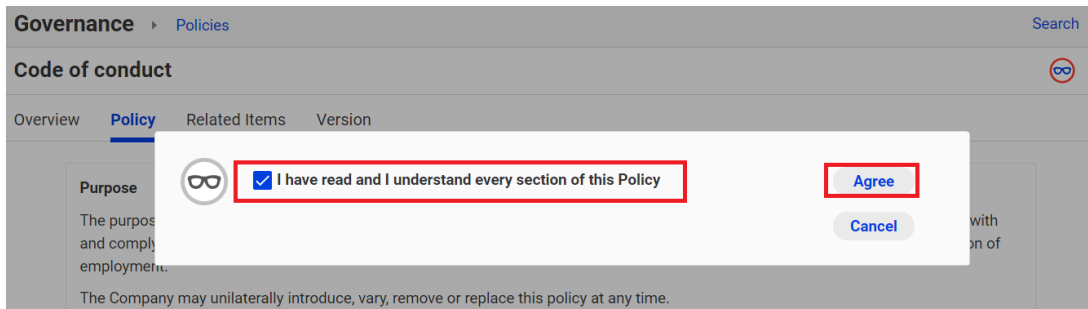 Governance Policies Search
Code of conduct
Overview Policy Related Items Version
I have read and I understand every section of this Policy Agree
Cancel
Purpose
The purpos with
and comply on of
employment.
The Company may unilaterally introduce, vary, remove or replace this policy at any time.